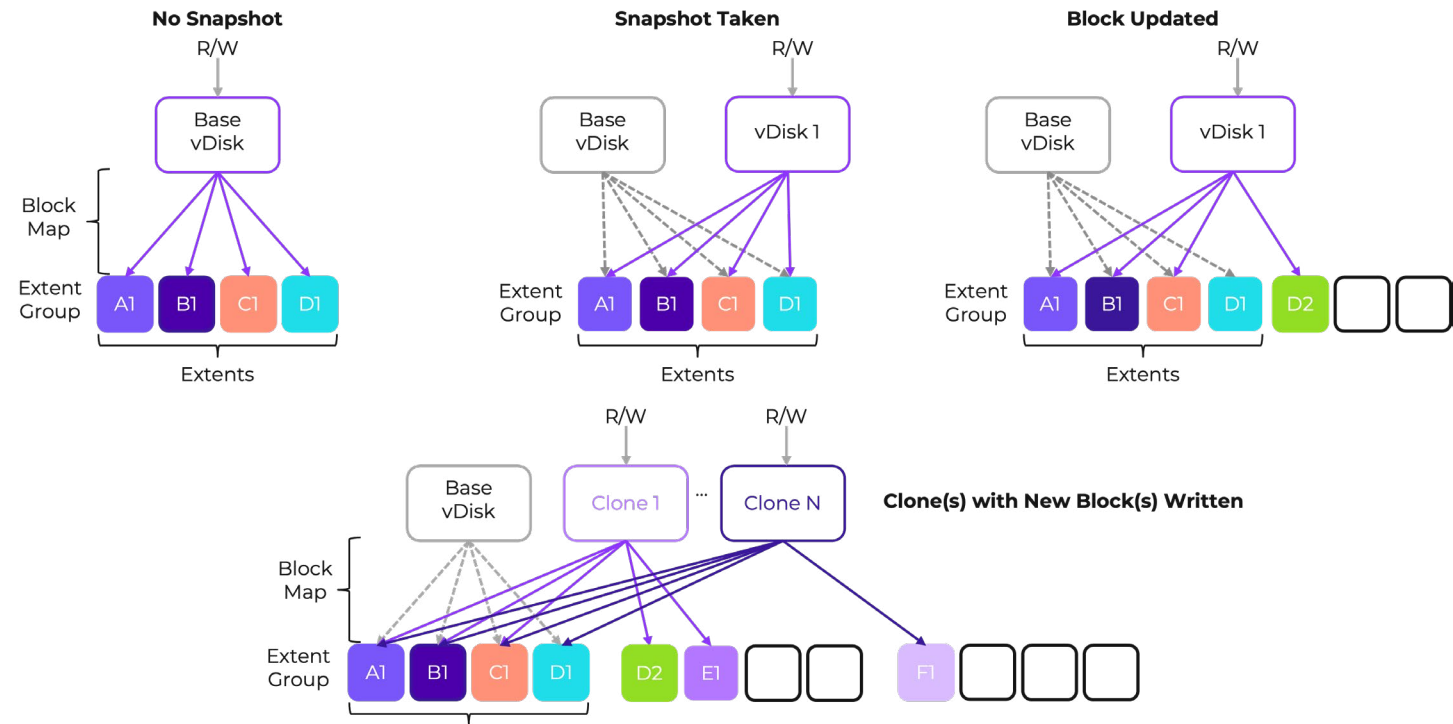 No Snapshot
R/W
Base
vDisk
Block
Map
Extent
Group
A1
B1
C1
D1
Extents
Snapshot Taken
R/W
Base
vDisk
vDisk 1
Extent
Group
A1
B1
C1
D1
Extents
Block Updated
R/W
Base
vDisk
vDisk 1
Extent
Group
A1
B1
C1
D1
D2
Extents
R/W
R/W
Base
vDisk
Clone 1
...
Clone N
Clone(s) with New Block(s) Written
Block
Map
Extent
Group
A1
B1
C1
D1
D2
E1
F1